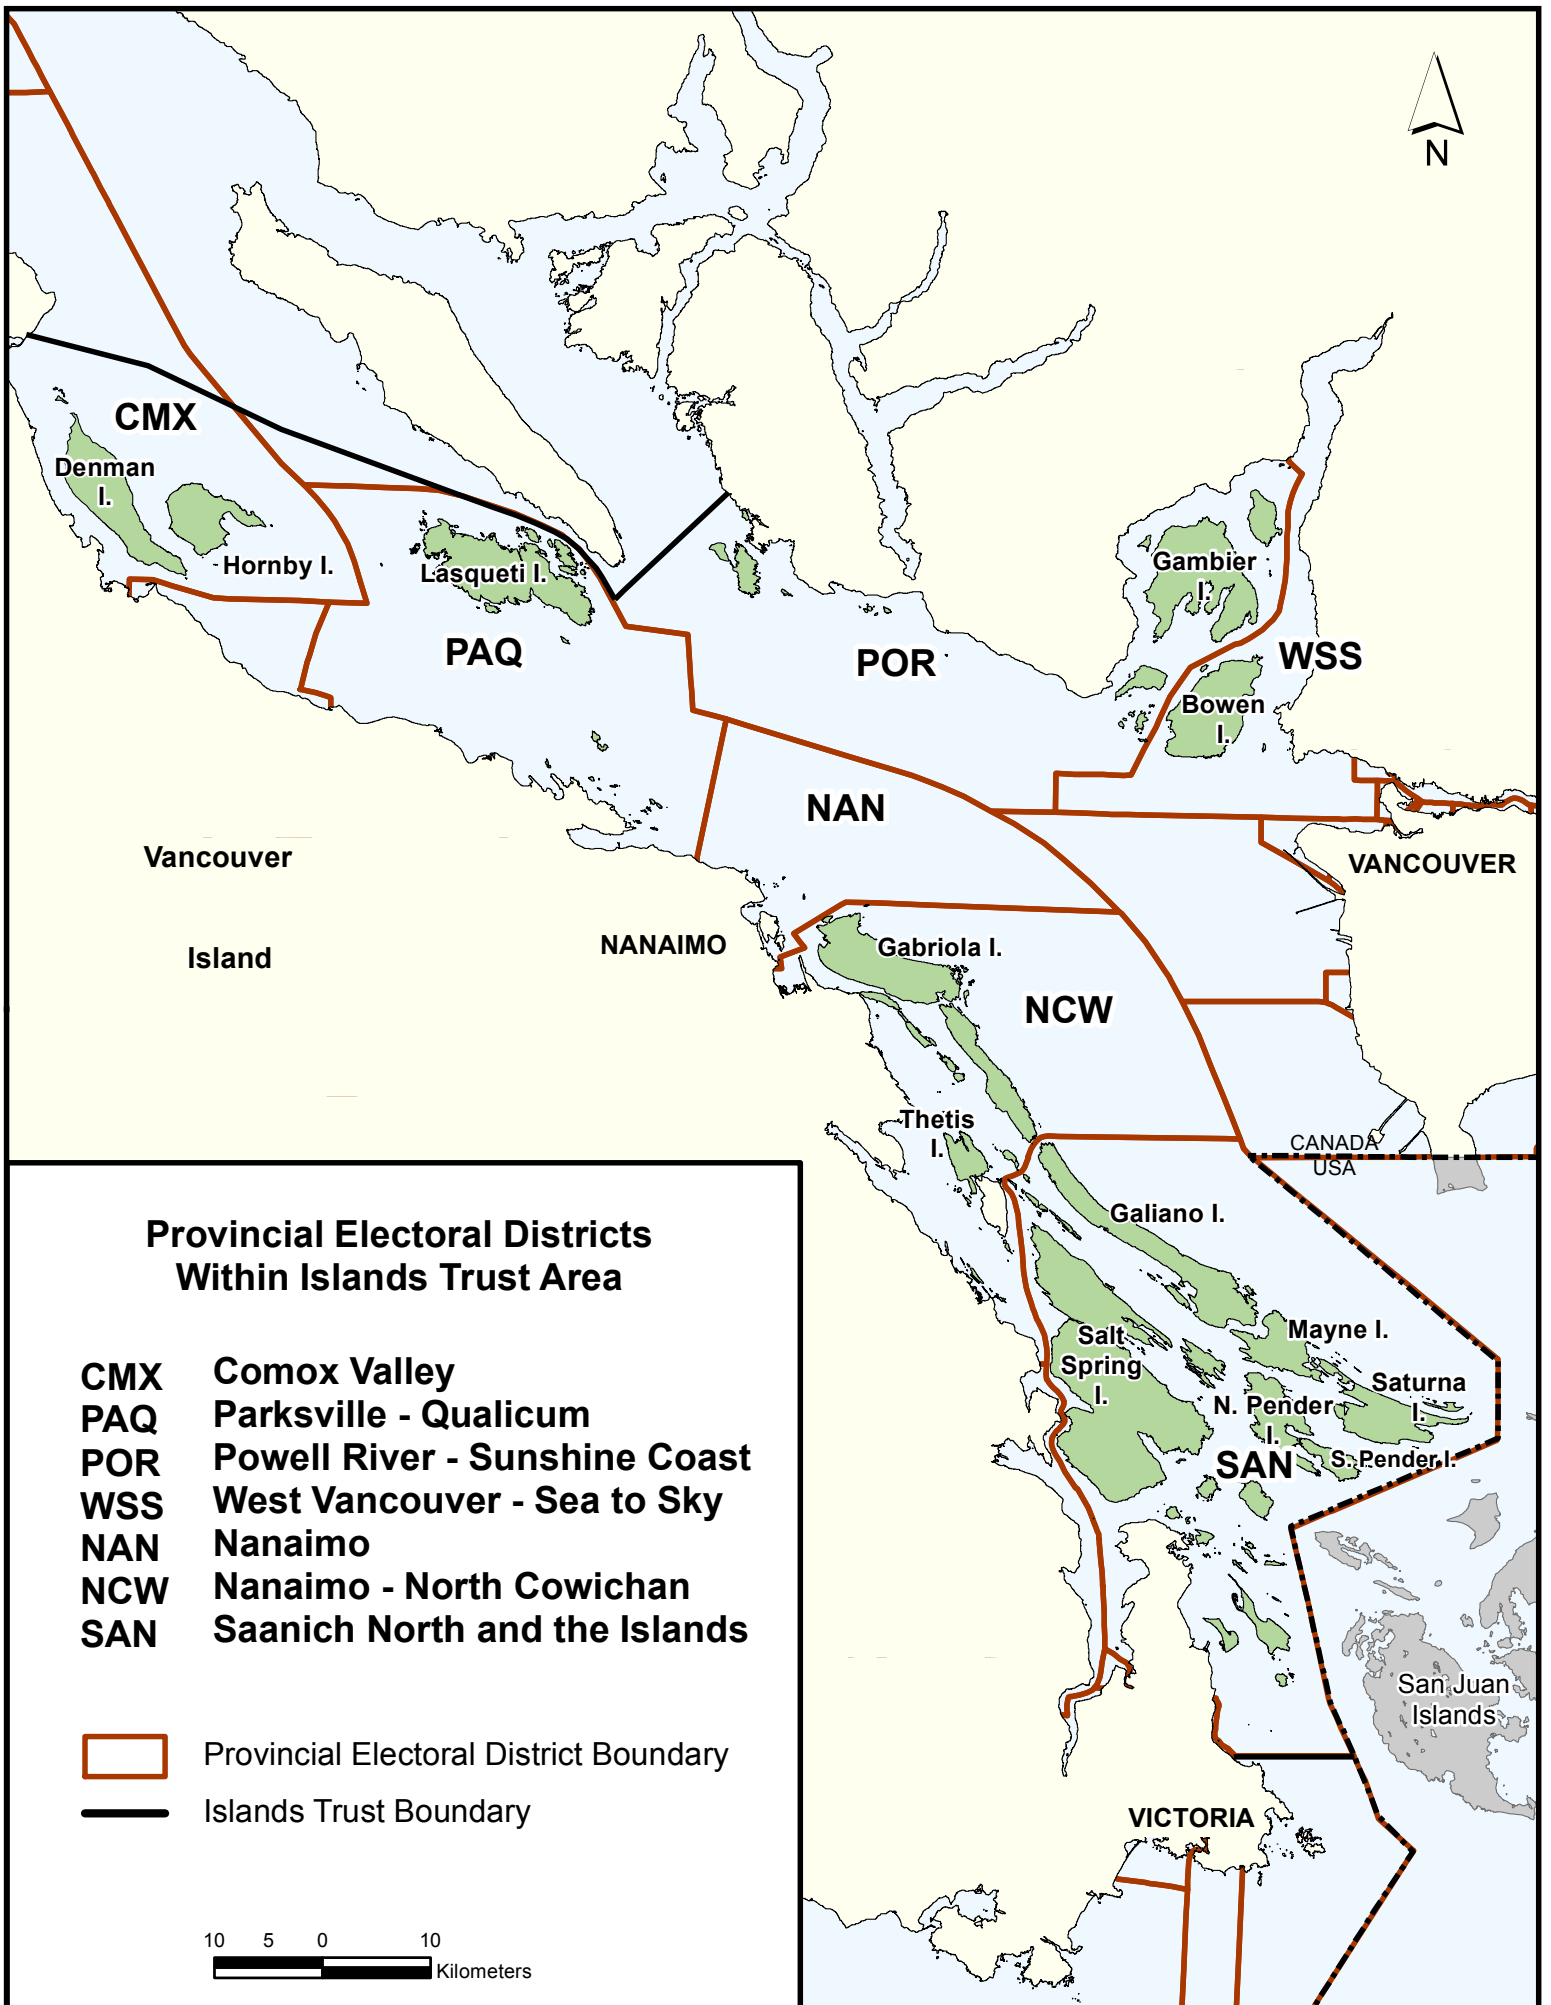 N
CMX
Denman
I.
Hornby I.
Lasqueti I.
PAQ
POR
Gambier
I.
WSS
Bowen
I.
NAN
Vancouver
Island
VANCOUVER
NANAIMO
Gabriola I.
NCW
Thetis
I.
CANADA
USA
Galiano I.
Mayne I.
Salt
Spring
I.
Saturna
I.
N. Pender
I.
S. Pender I.
SAN
San Juan
Islands
VICTORIA
Provincial Electoral Districts
Within Islands Trust Area
CMX Comox Valley
PAQ Parksville - Qualicum
POR Powell River - Sunshine Coast
WSS West Vancouver - Sea to Sky
NAN Nanaimo
NCW Nanaimo - North Cowichan
SAN Saanich North and the Islands
Provincial Electoral District Boundary
Islands Trust Boundary
10 5 0 10
Kilometers